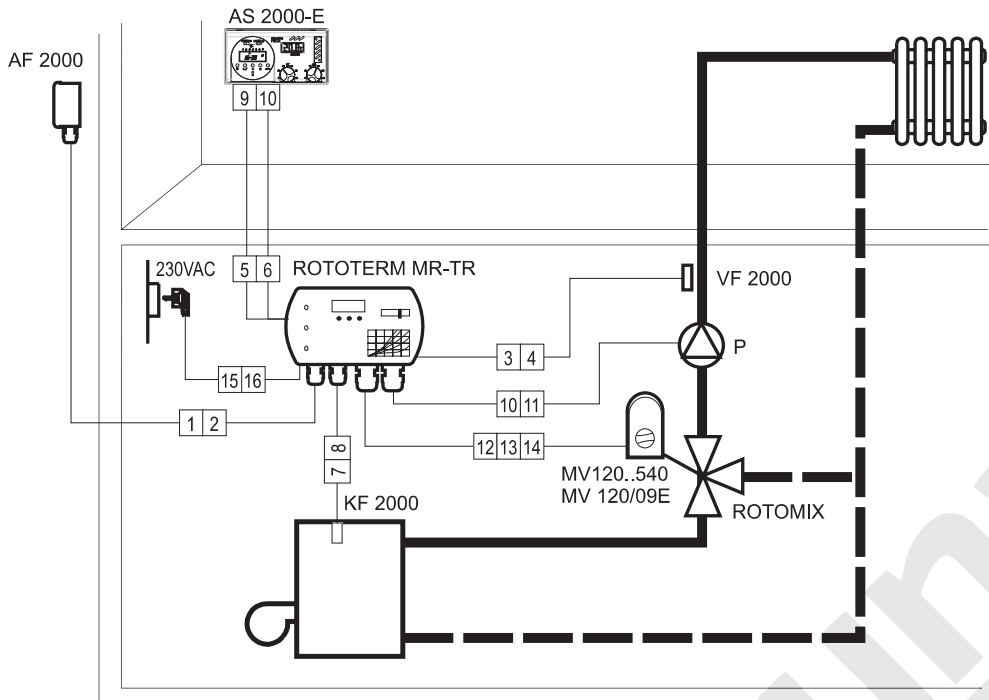 AS 2000-E
AF 2000
9 10
230VAC
5 6
ROTOTERM MR-TR
VF 2000
3 4
P
15 16
10 11
1 2
12 13 14
8
7
MV120..540
MV 120/09E
KF 2000
ROTOMIX